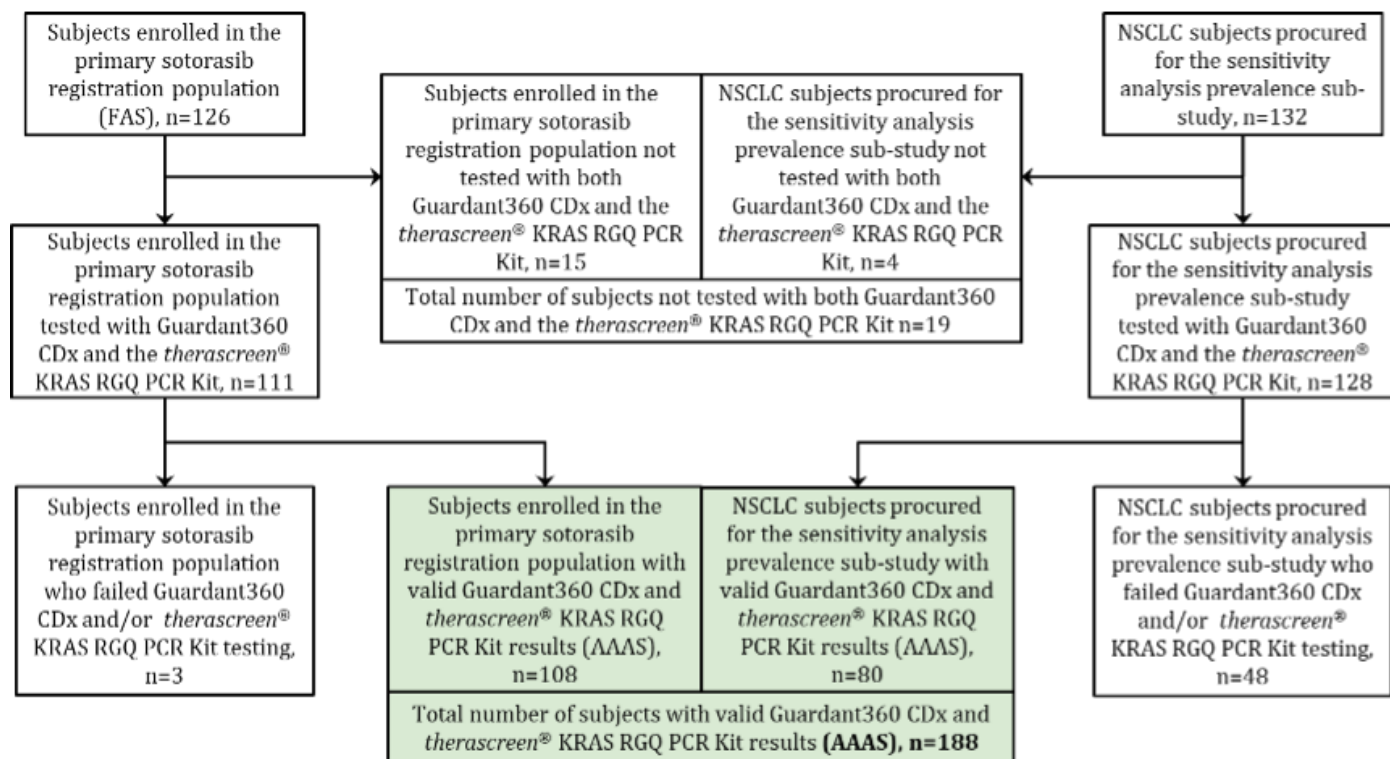 Subjects enrolled in the
primary sotorasib
registration population
(FAS), n=126
NSCLC subjects procured
for the sensitivity
analysis prevalence sub-
study, n=132
Subjects enrolled in the
primary sotorasib
registration population not
tested with both
Guardant360 CDx and the
therascreen® KRAS RGQ PCR
Kit, n=15
NSCLC subjects procured for
the sensitivity analysis
prevalence sub-study not
tested with both
Guardant360 CDx and the
therascreen® KRAS RGQ PCR
Kit, n=4
Total number of subjects not tested with both Guardant360
CDx and the therascreen® KRAS RGQ PCR Kit n=19
Subjects enrolled in the
primary sotorasib
registration population
tested with Guardant360
CDx and the therascreen®
KRAS RGQ PCR Kit, n=111
NSCLC subjects procured
for the sensitivity analysis
prevalence sub-study
tested with Guardant360
CDx and the therascreen®
KRAS RGQ PCR Kit, n=128
Subjects enrolled in the
primary sotorasib
registration population
who failed Guardant360
CDx and/or therascreen®
KRAS RGQ PCR Kit testing,
n=3
Subjects enrolled in the
primary sotorasib
registration population with
valid Guardant360 CDx and
therascreen® KRAS RGQ
PCR Kit results (AAAS),
n=108
NSCLC subjects procured
for the sensitivity analysis
prevalence sub-study with
valid Guardant360 CDx and
therascreen® KRAS RGQ
PCR Kit results (AAAS),
n=80
NSCLC subjects procured
for the sensitivity analysis
prevalence sub-study who
failed Guardant360 CDx
and/or therascreen®
KRAS RGQ PCR Kit testing,
n=48
Total number of subjects with valid Guardant360 CDx and
therascreen® KRAS RGQ PCR Kit results (AAAS), n=188